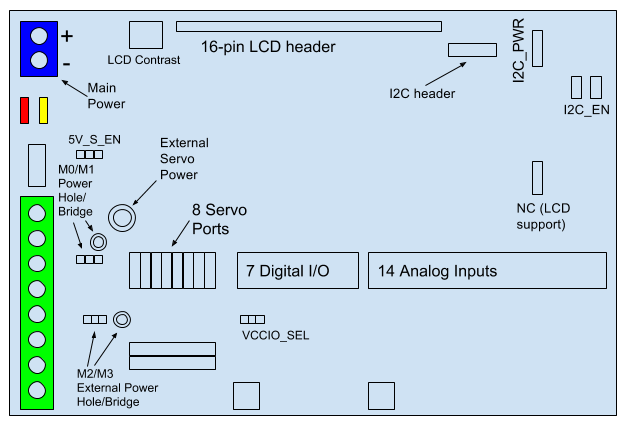 +
-
LCD Contrast
16-pin LCD header
I2C_PWR
I2C header
I2C_EN
Main
Power
5V_S_EN
External
Servo
Power
M0/M1
Power
Hole/
Bridge
8 Servo
Ports
NC (LCD
support)
7 Digital I/O
14 Analog Inputs
VCCIO_SEL
M2/M3
External Power
Hole/Bridge